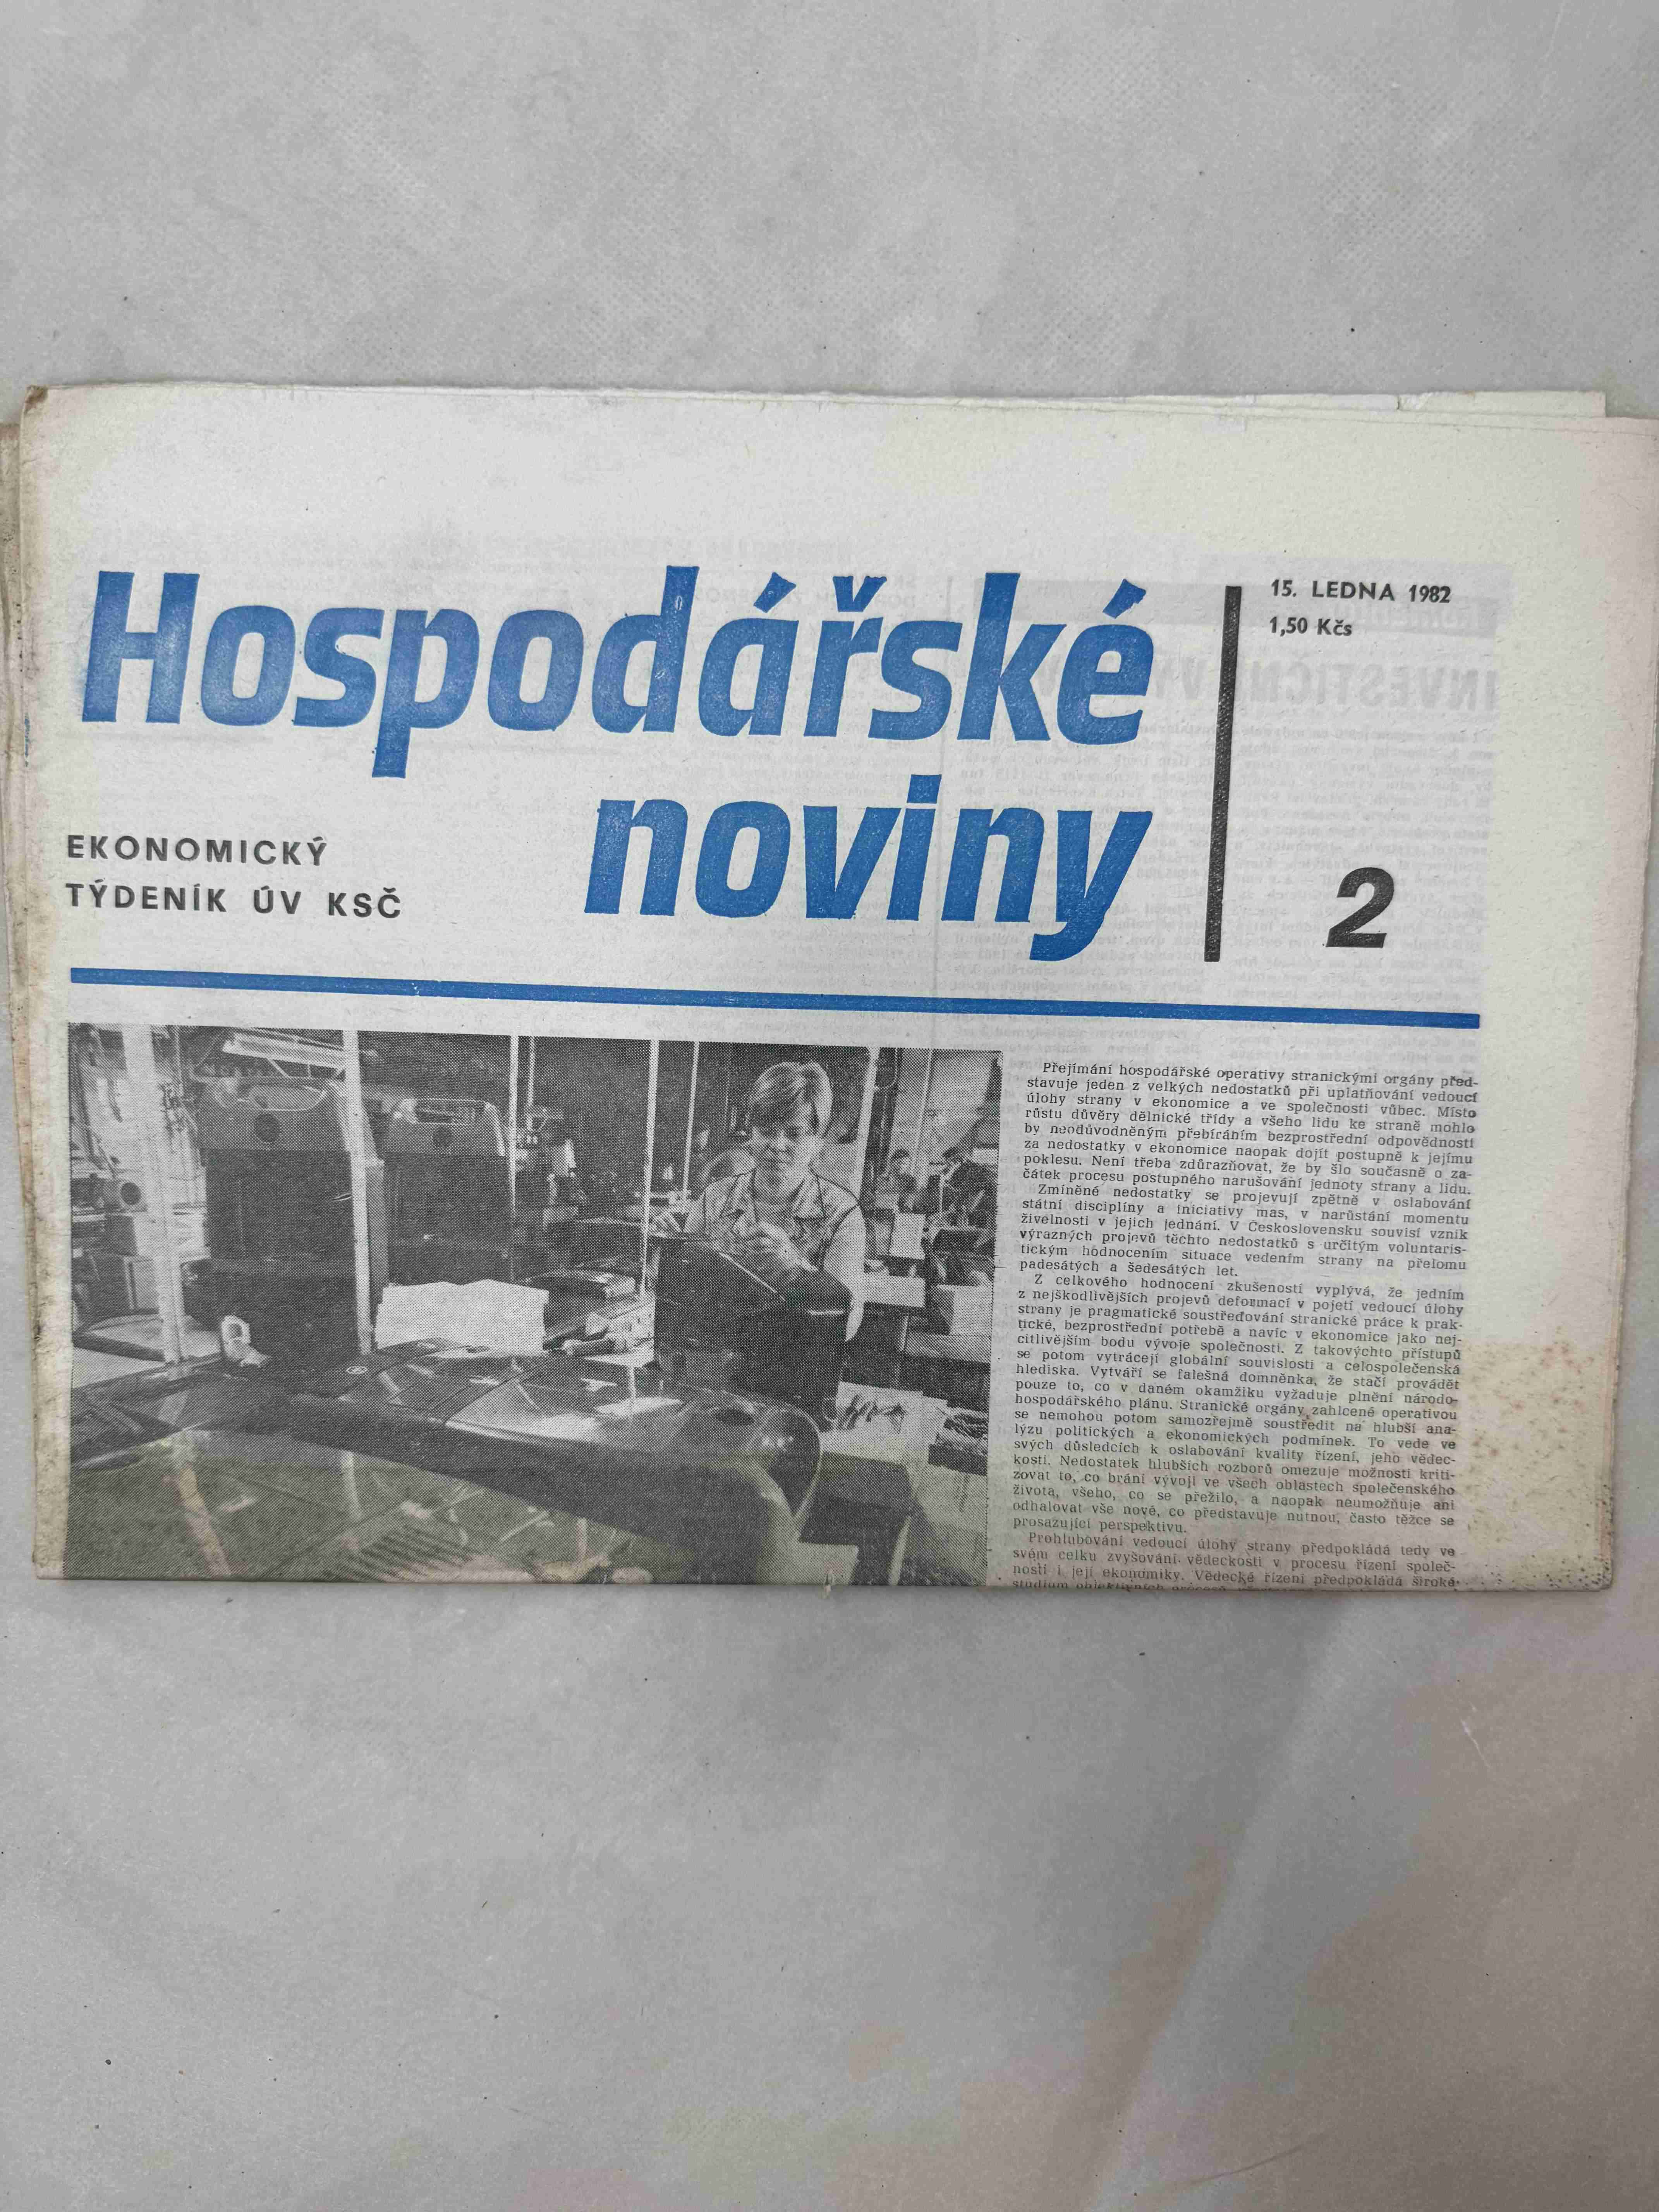 Hospodářské
noviny
EKONOMICKÝ
TÝDENÍK ÚV KSČ
15. LEDNA 1982
1,50 Kčs
2
Přejímání hospodářské operativy stranickými orgány před-
stavuje jeden z velkých nedostatků při uplatňování vedoucí
úlohy strany v ekonomice a ve společnosti vůbec. Místo
růstu důvěry dělnické třídy a všeho lidu ke straně mohlo
by neodůvodněným přebíráním bezprostřední odpovědnosti
za nedostatky v ekonomice naopak dojít postupně k jejímu
poklesu. Není třeba zdůrazňovat, že by šlo současně o za-
čátek procesu postupného narušování jednoty strany a lidu.
Zmíněné nedostatky se projevují zpětně v oslabování
státní disciplíny a iniciativy mas, v narůstání momentu
živelnosti v jejich jednání. V Československu souvisí vznik
výrazných projevů těchto nedostatků s určitým voluntaris-
tickým hodnocením situace vedením strany na přelomu
padesátých a šedesátých let.
Z celkového hodnocení zkušeností vyplývá, že jedním
z nejškodlivějších projevů deformací v pojetí vedoucí úlohy
strany je pragmatické soustřeďování stranické práce k prak-
tické, bezprostřední potřebě a navíc v ekonomice jako nej-
citlivějším bodu vývoje společnosti. Z takovýchto přístupů
se potom vytrácejí globální souvislosti a celospolečenská
hlediska. Vytváří se falešná domněnka, že stačí provádět
pouze to, co v daném okamžiku vyžaduje plnění národo-
hospodářského plánu. Stranické orgány zahlcené operativou
se nemohou potom samozřejmě soustředit na hlubší ana-
lýzu politických a ekonomických podmínek. To vede ve
svých důsledcích k oslabování kvality řízení, jeho vědec-
kosti. Nedostatek hlubších rozborů omezuje možnosti kriti-
zovat to, co brání vývoji ve všech oblastech společenského
života, všeho, co se přežilo, a naopak neumožňuje ani
odhalovat vše nové, co představuje nutnou, často těžce se
prosazující perspektivu.
Prohlubování vedoucí úlohy strany předpokládá tedy ve
svém celku zvyšování vědeckosti v procesu řízení společ-
nosti i její ekonomiky. Vědecké řízení předpokládá široké
studium objektivních